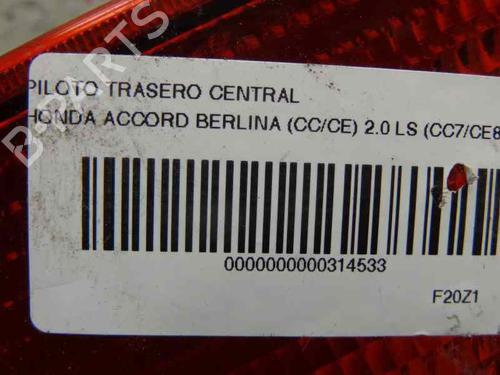 PILOTO TRASERO CENTRAL
HONDA ACCORD BERLINA (CC/CE) 2.0 LS (CC7/CE8
0000000000314533
F20Z1
B-PARTS